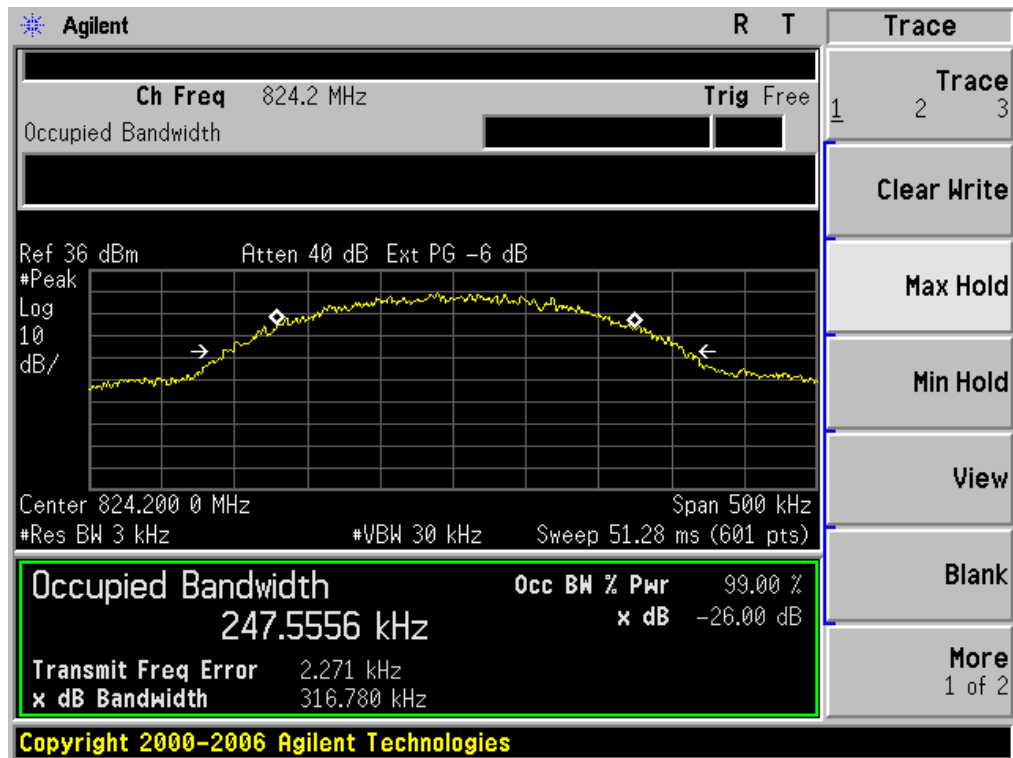 Agilent R T
Trace
Ch Freq 824.2 MHz Trig Free
Occupied Bandwidth
Trace
1 2 3
Clear Write
Max Hold
Min Hold
View
Blank
More
1 of 2
Ref 36 dBm Atten 40 dB Ext PG -6 dB
#Peak
Log
10
dB/
Center 824.200 0 MHz Span 500 kHz
#Res BW 3 kHz #VBW 30 kHz Sweep 51.28 ms (601 pts)
Occupied Bandwidth Occ BW % Pwr 99.00 %
247.5556 kHz x dB -26.00 dB
Transmit Freq Error 2.271 kHz
x dB Bandwidth 316.780 kHz
Copyright 2000-2006 Agilent Technologies